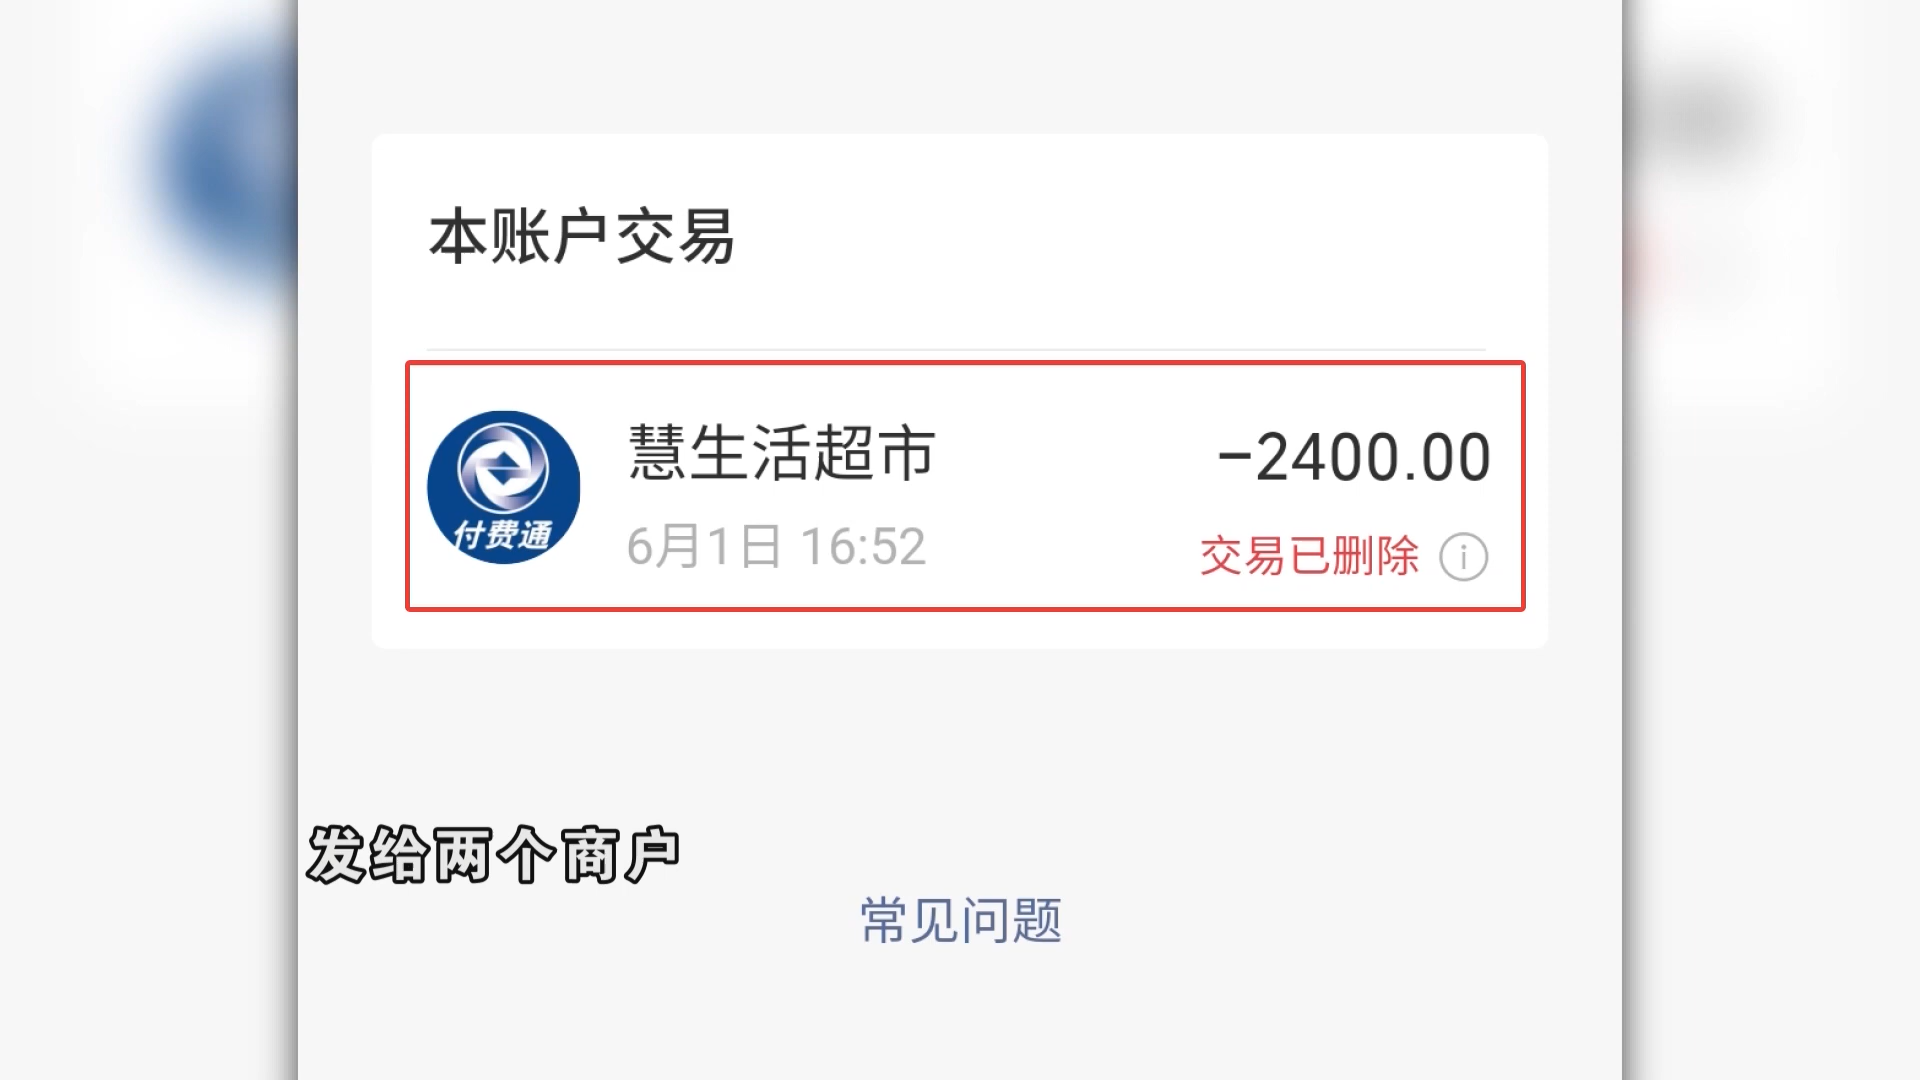 本账户交易
慧生活超市
-2400.00
付费通
6月1日 16:52
交易已删除
发给两个商户
常见问题